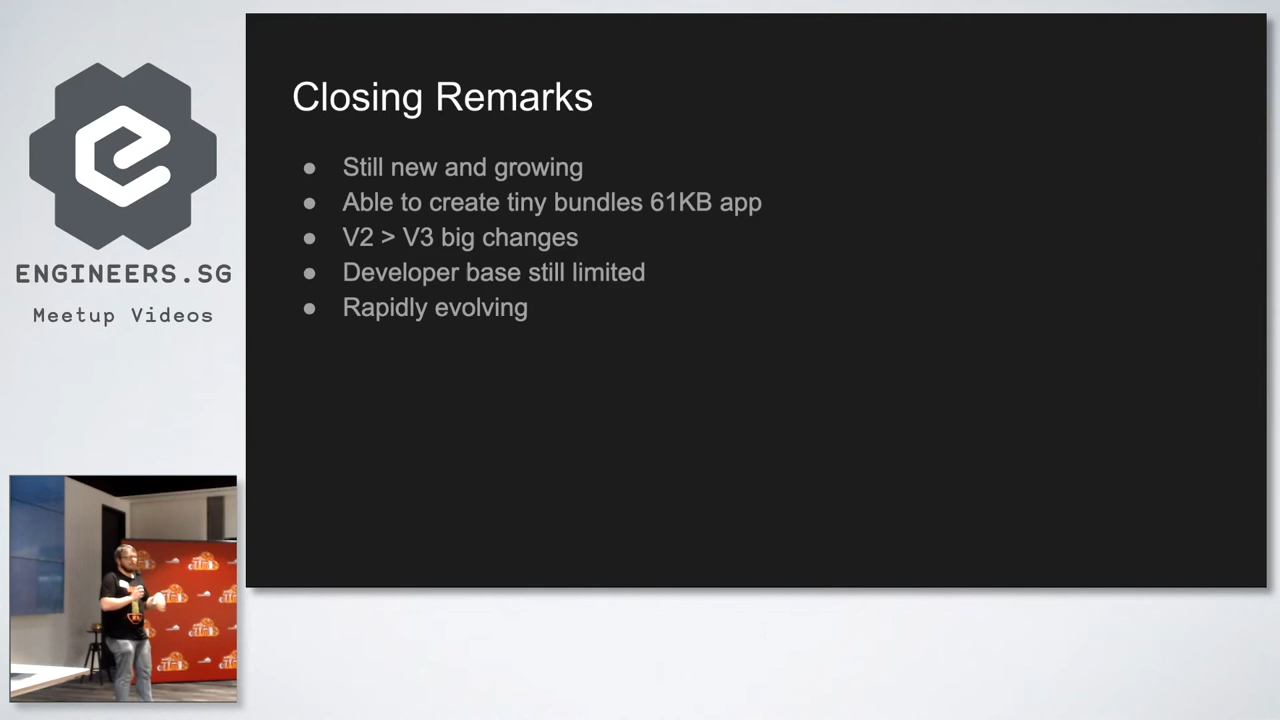 Closing Remarks
● Still new and growing
● Able to create tiny bundles 61KB app
● V2 > V3 big changes
● Developer base still limited
● Rapidly evolving
ENGINEERS.SG
Meetup Videos